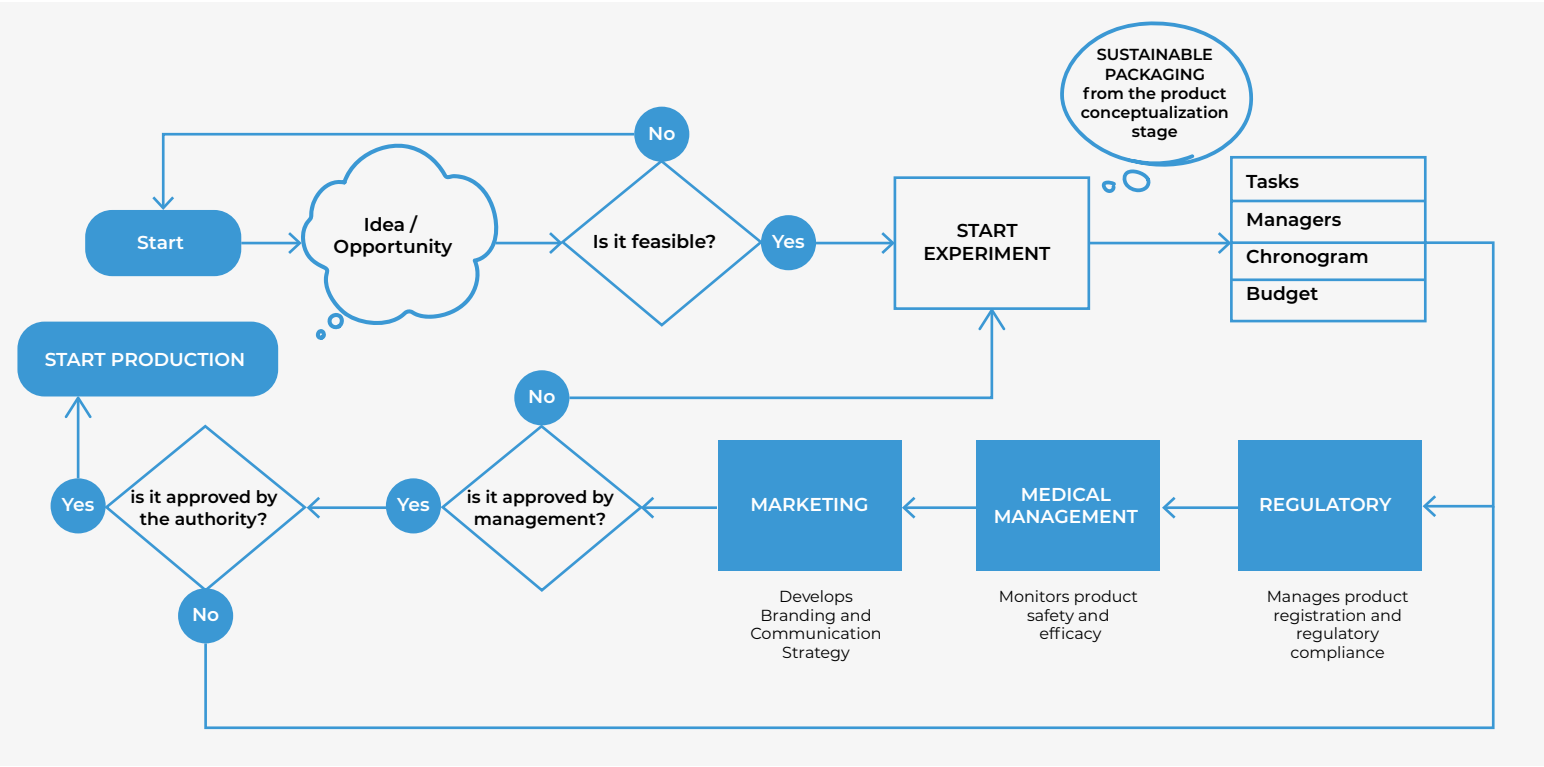 SUSTAINABLE
PACKAGING
from the product
conceptualization
stage
No
Start
Idea /
Opportunity
Is it feasible?
Yes
START
EXPERIMENT
Tasks
Managers
Chronogram
Budget
START PRODUCTION
No
Yes
is it approved by
the authority?
Yes
is it approved by
management?
MARKETING
MEDICAL
MANAGEMENT
REGULATORY
No
Develops
Branding and
Communication
Strategy
Monitors product
safety and
efficacy
Manages product
registration and
regulatory
compliance